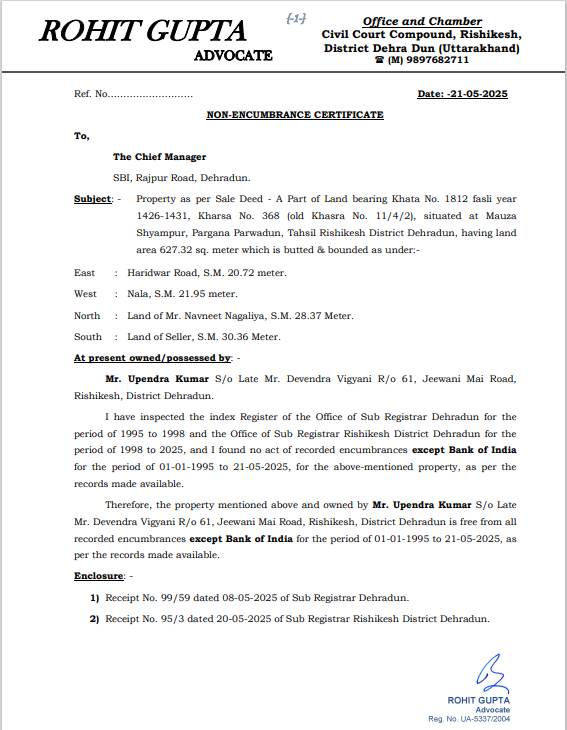 {-1-}
ROHIT GUPTA
ADVOCATE
Office and Chamber
Civil Court Compound, Rishikesh,
District Dehra Dun (Uttarakhand)
☎ (M) 9897682711
Ref. No..........................
Date: -21-05-2025
NON-ENCUMBRANCE CERTIFICATE
To,
The Chief Manager
SBI, Rajpur Road, Dehradun.
Subject: - Property as per Sale Deed - A Part of Land bearing Khata No. 1812 fasli year
1426-1431, Kharsa No. 368 (old Khasra No. 11/4/2), situated at Mauza
Shyampur, Pargana Parwadun, Tahsil Rishikesh District Dehradun, having land
area 627.32 sq. meter which is butted & bounded as under:-
East : Haridwar Road, S.M. 20.72 meter.
West : Nala, S.M. 21.95 meter.
North : Land of Mr. Navneet Nagaliya, S.M. 28.37 Meter.
South : Land of Seller, S.M. 30.36 Meter.
At present owned/possessed by: -
Mr. Upendra Kumar S/o Late Mr. Devendra Vigyani R/o 61, Jeewani Mai Road,
Rishikesh, District Dehradun.
I have inspected the index Register of the Office of Sub Registrar Dehradun for the
period of 1995 to 1998 and the Office of Sub Registrar Rishikesh District Dehradun for the
period of 1998 to 2025, and I found no act of recorded encumbrances except Bank of India
for the period of 01-01-1995 to 21-05-2025, for the above-mentioned property, as per the
records made available.
Therefore, the property mentioned above and owned by Mr. Upendra Kumar S/o Late
Mr. Devendra Vigyani R/o 61, Jeewani Mai Road, Rishikesh, District Dehradun is free from all
recorded encumbrances except Bank of India for the period of 01-01-1995 to 21-05-2025, as
per the records made available.
Enclosure: -
1) Receipt No. 99/59 dated 08-05-2025 of Sub Registrar Dehradun.
2) Receipt No. 95/3 dated 20-05-2025 of Sub Registrar Rishikesh District Dehradun.
ROHIT GUPTA
Advocate
Reg. No. UA-5337/2004